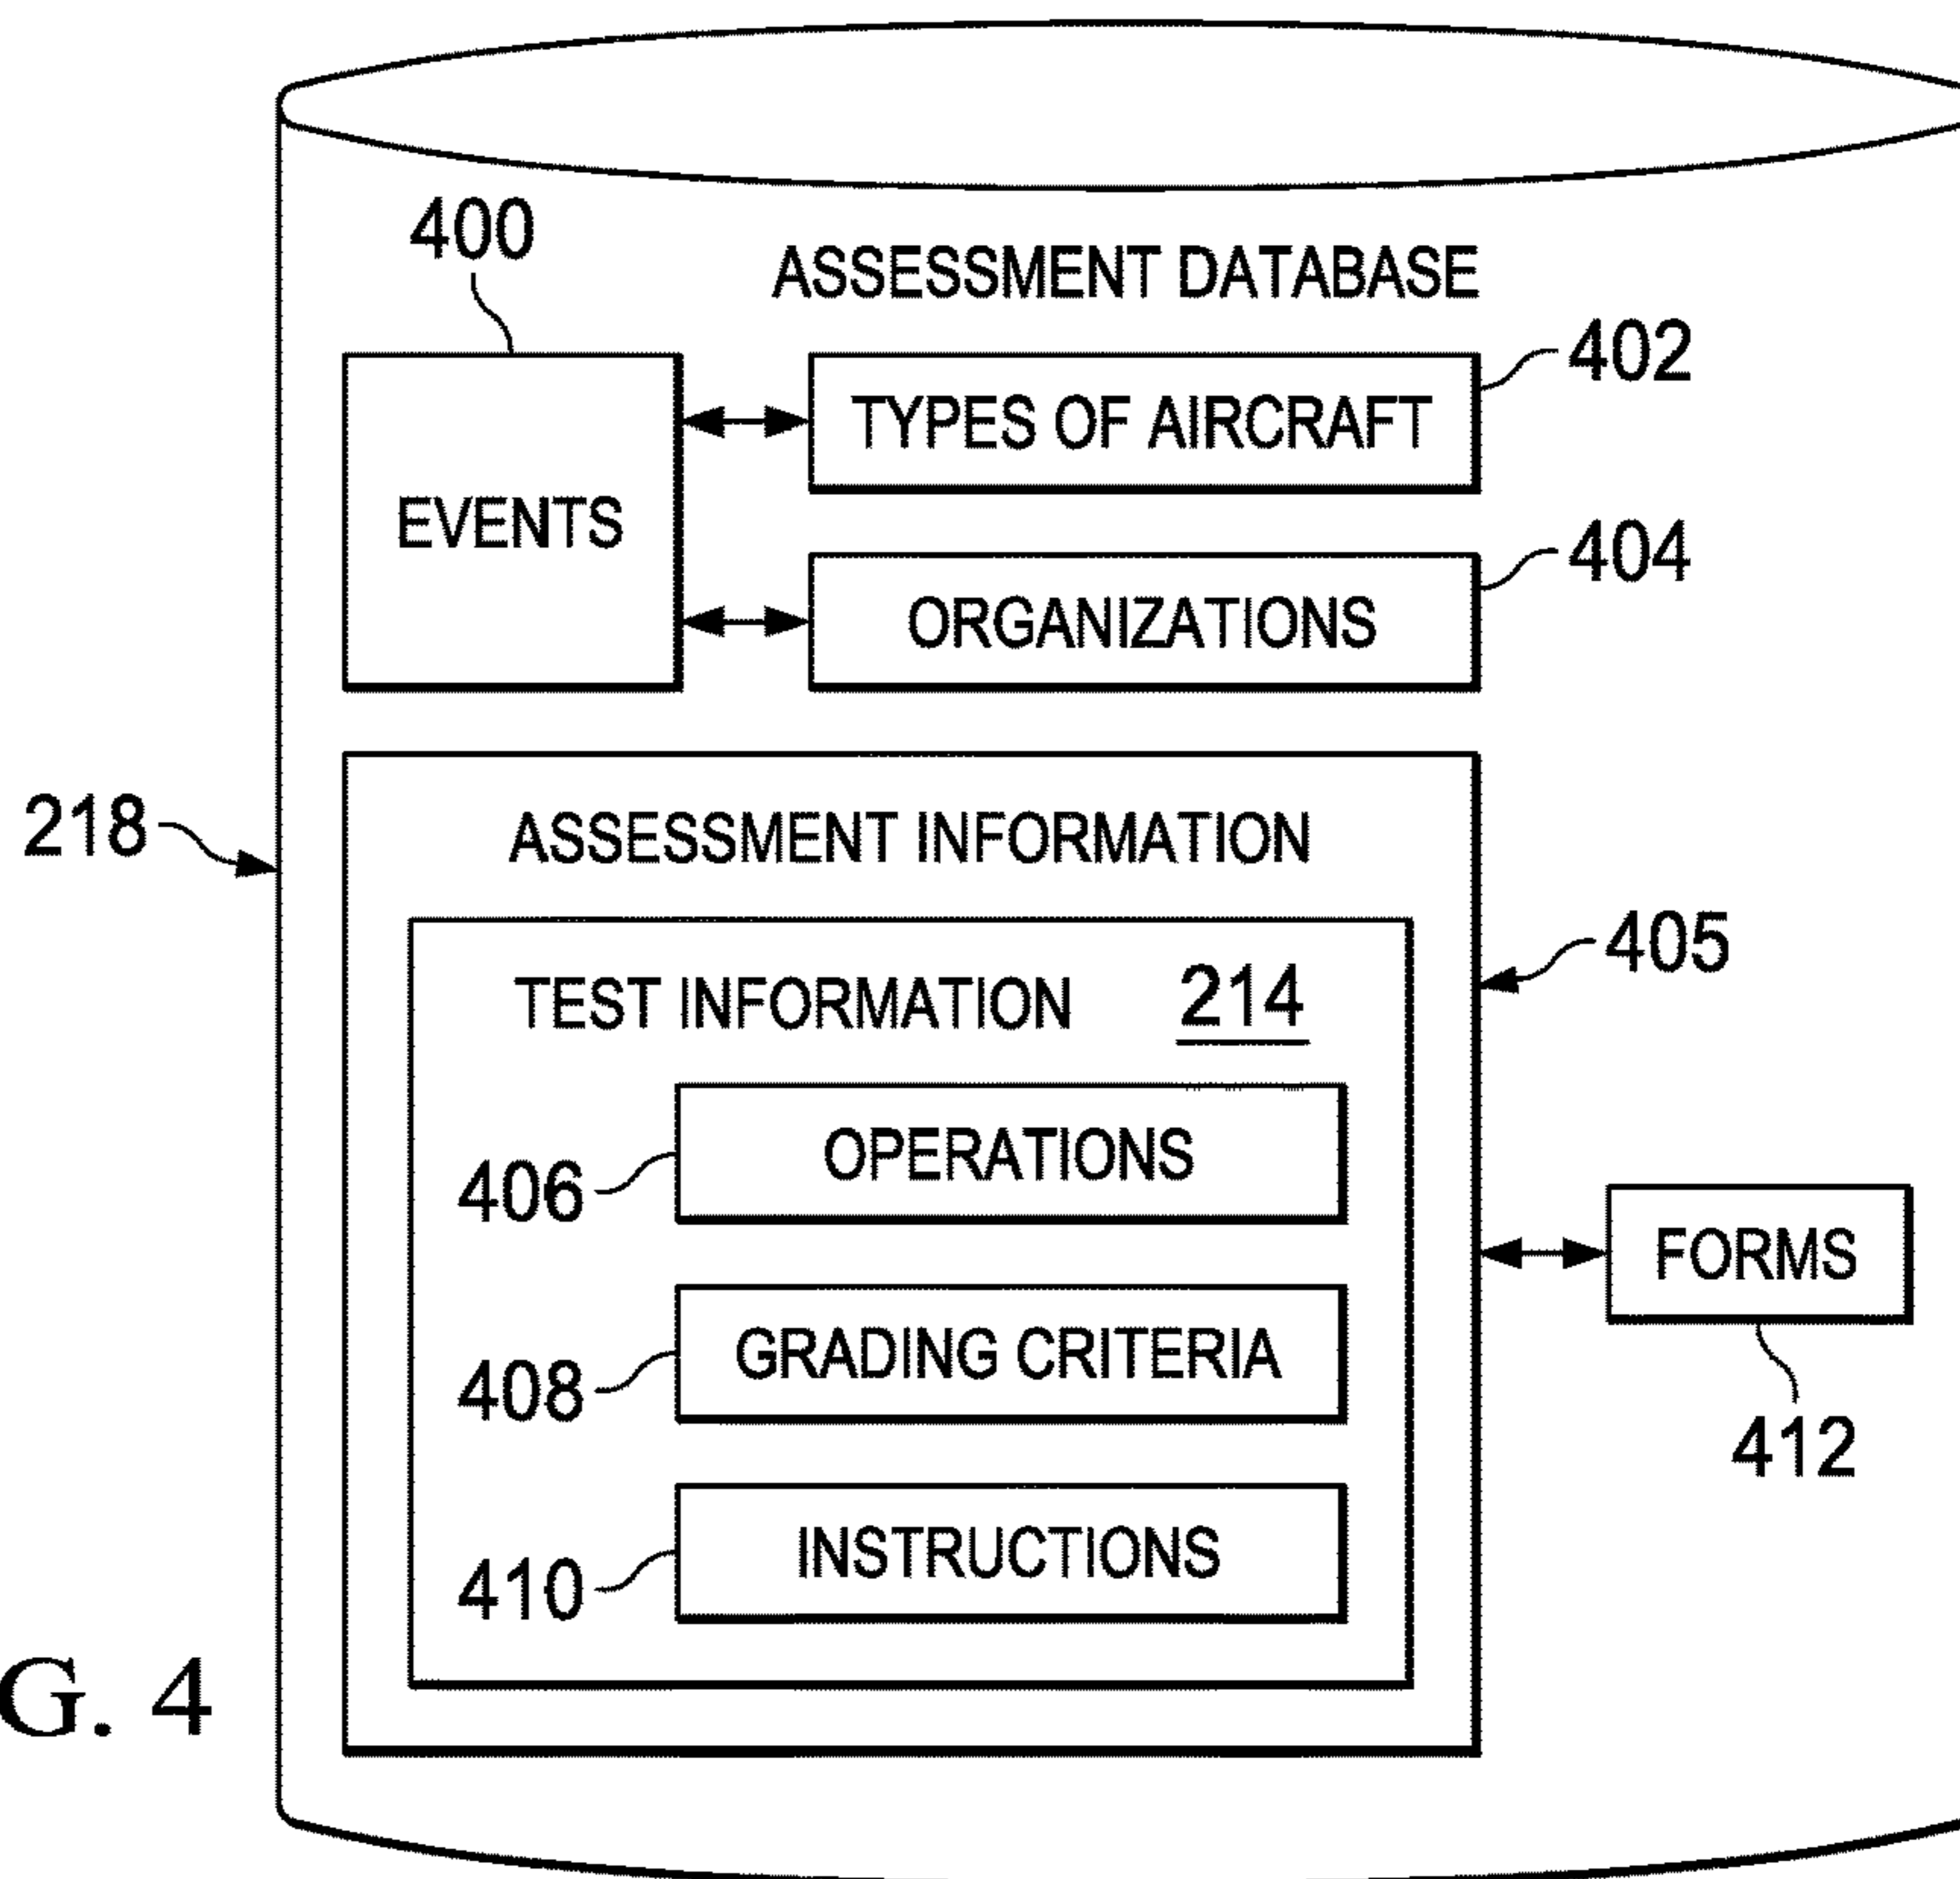 400
ASSESSMENT DATABASE
402
TYPES OF AIRCRAFT
EVENTS
404
ORGANIZATIONS
218
ASSESSMENT INFORMATION
405
TEST INFORMATION 214
406
OPERATIONS
FORMS
408
GRADING CRITERIA
412
410
INSTRUCTIONS
G. 4